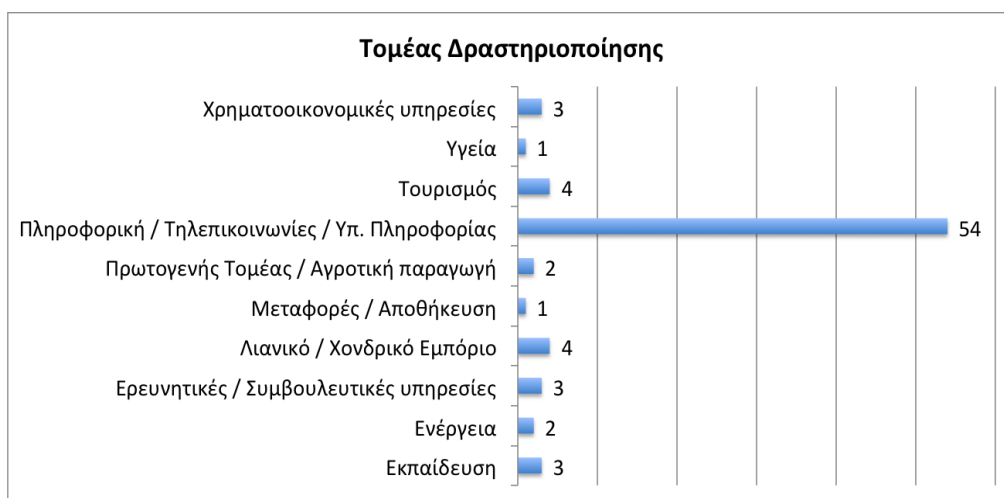 Τομέας Δραστηριοποίησης
Χρηματοοικονομικές υπηρεσίες 3
Υγεία 1
Τουρισμός 4
Πληροφορική / Τηλεπικοινωνίες / Υπ. Πληροφορίας 54
Πρωτογενής Τομέας / Αγροτική παραγωγή 2
Μεταφορές / Αποθήκευση 1
Λιανικό / Χονδρικό Εμπόριο 4
Ερευνητικές / Συμβουλευτικές υπηρεσίες 3
Ενέργεια 2
Εκπαίδευση 3